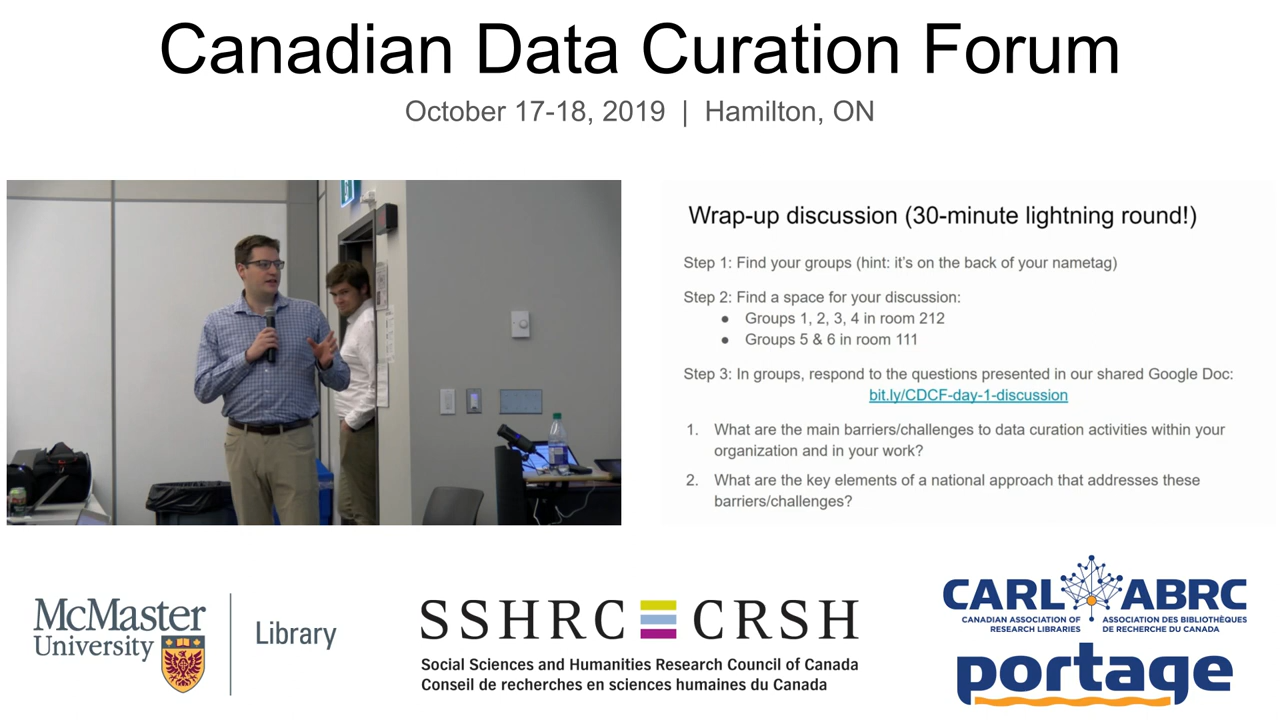 Canadian Data Curation Forum
October 17-18, 2019 | Hamilton, ON
Wrap-up discussion (30-minute lightning round!)
Step 1: Find your groups (hint: it's on the back of your nametag)
Step 2: Find a space for your discussion:
● Groups 1, 2, 3, 4 in room 212
● Groups 5 & 6 in room 111
Step 3: In groups, respond to the questions presented in our shared Google Doc:
bit.ly/CDCF-day-1-discussion
1. What are the main barriers/challenges to data curation activities within your
organization and in your work?
2. What are the key elements of a national approach that addresses these
barriers/challenges?
McMaster
University
Library
SSHRC CRSH
Social Sciences and Humanities Research Council of Canada
Conseil de recherches en sciences humaines du Canada
CARL ABRC
CANADIAN ASSOCIATION OF
RESEARCH LIBRARIES
ASSOCIATION DES BIBLIOTHÈQUES
DE RECHERCHE DU CANADA
portage